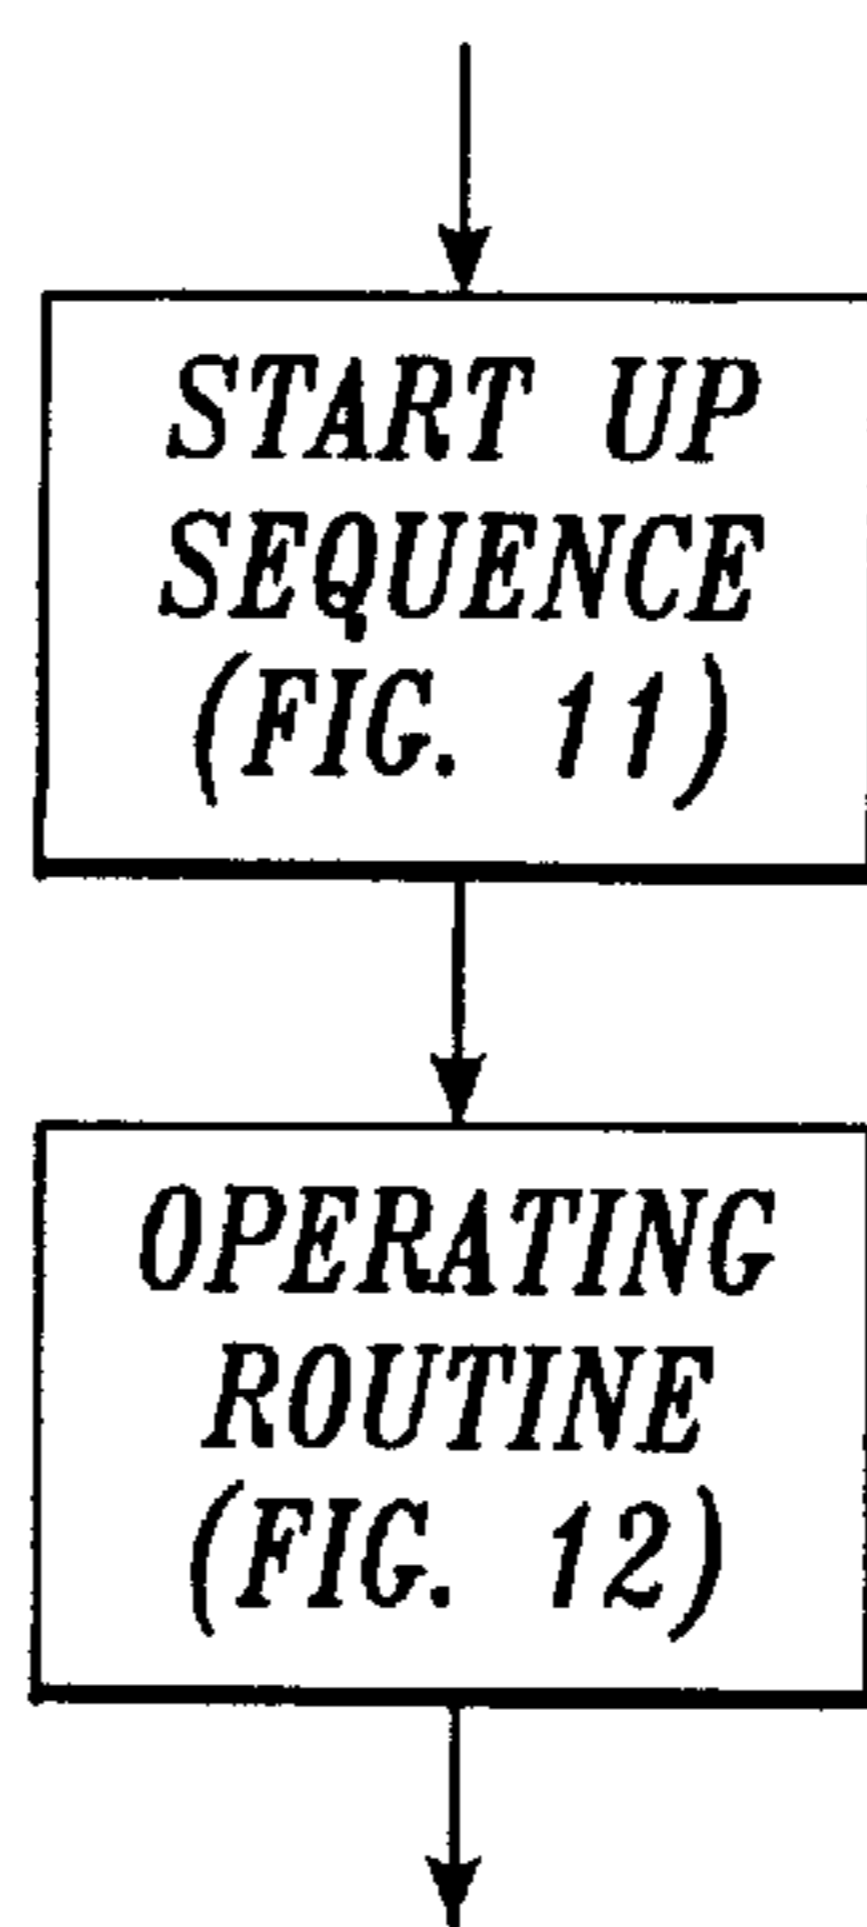 START UP
SEQUENCE
(FIG. 11)
OPERATING
ROUTINE
(FIG. 12)